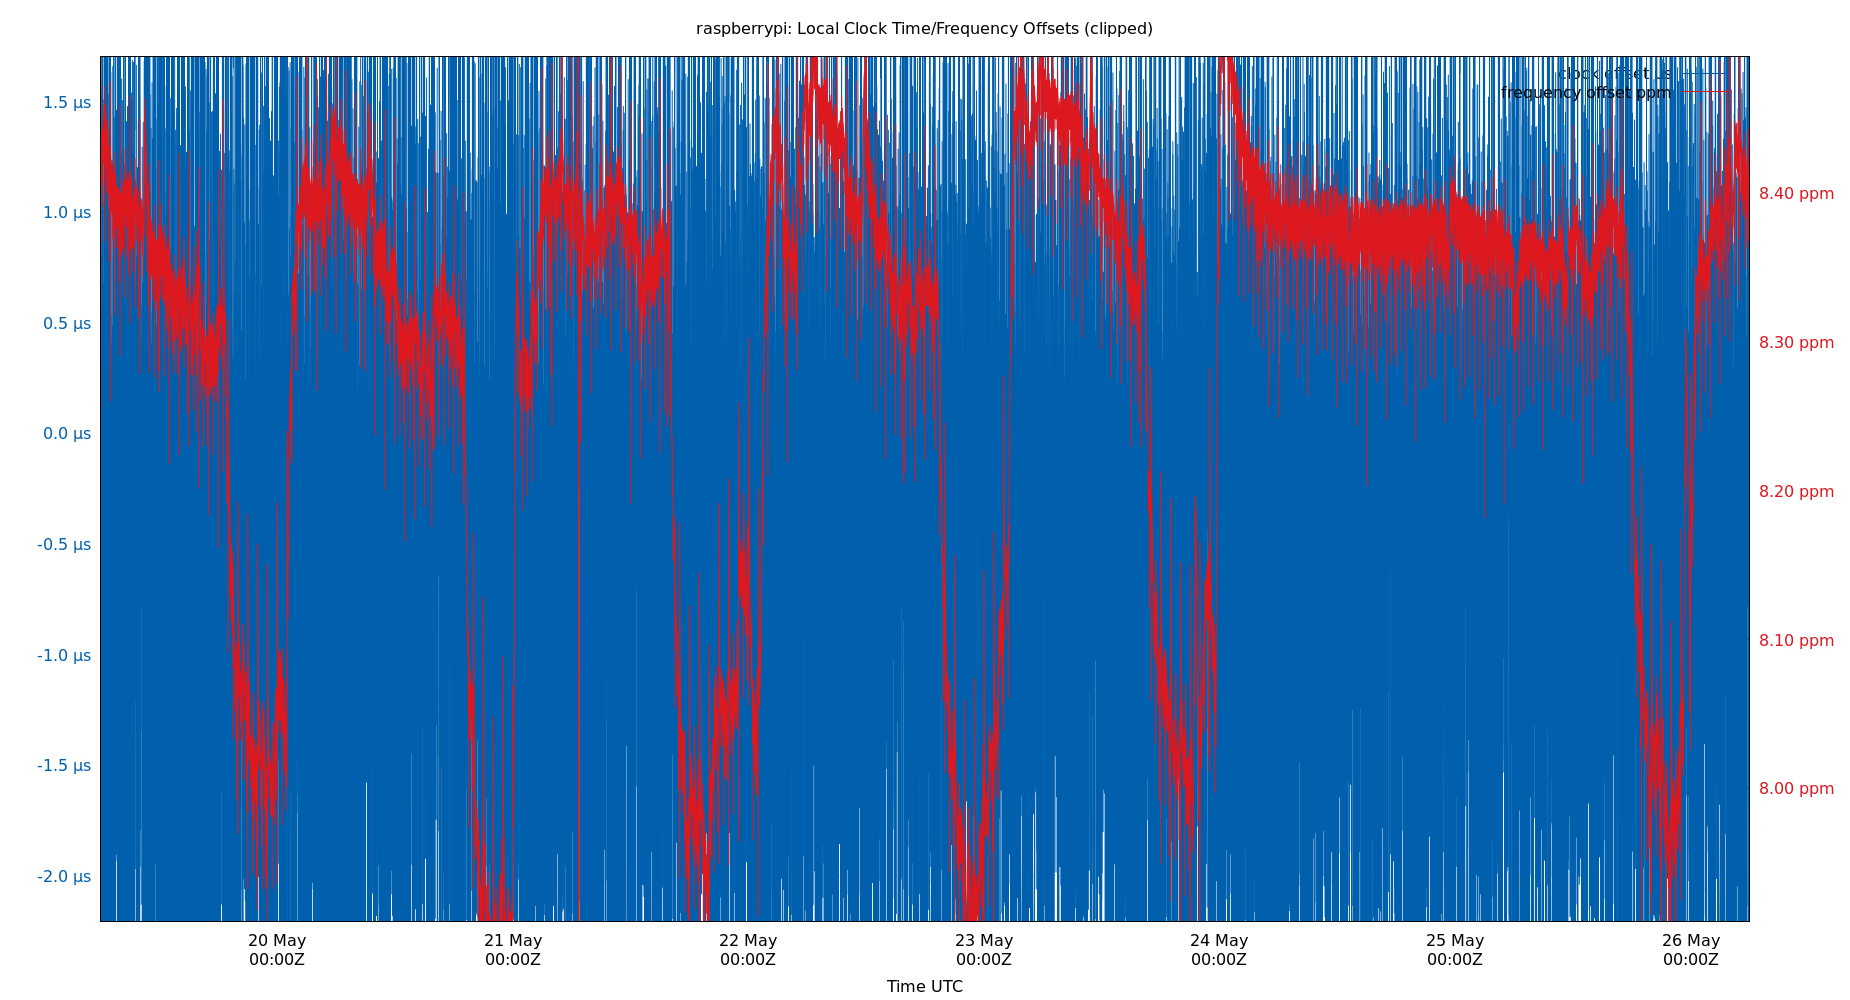 raspberrypi: Local Clock Time/Frequency Offsets (clipped)
clock offset µs
frequency offset ppm
1.5 µs
1.0 µs
0.5 µs
0.0 µs
-0.5 µs
-1.0 µs
-1.5 µs
-2.0 µs
8.40 ppm
8.30 ppm
8.20 ppm
8.10 ppm
8.00 ppm
20 May
00:00Z
21 May
00:00Z
22 May
00:00Z
23 May
00:00Z
24 May
00:00Z
25 May
00:00Z
26 May
00:00Z
Time UTC